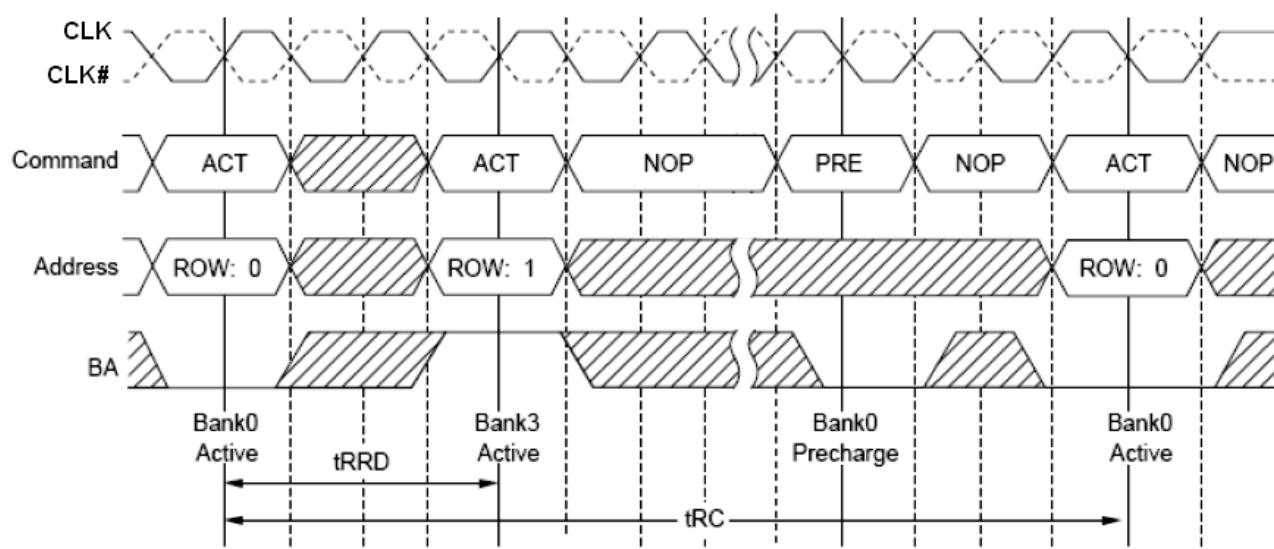 CLK
CLK#
Command ACT ACT NOP PRE NOP ACT NOP
Address ROW: 0 ROW: 1 ROW: 0
BA
Bank0 Bank3 Bank0 Bank0
Active Active Precharge Active
tRRD
tRC